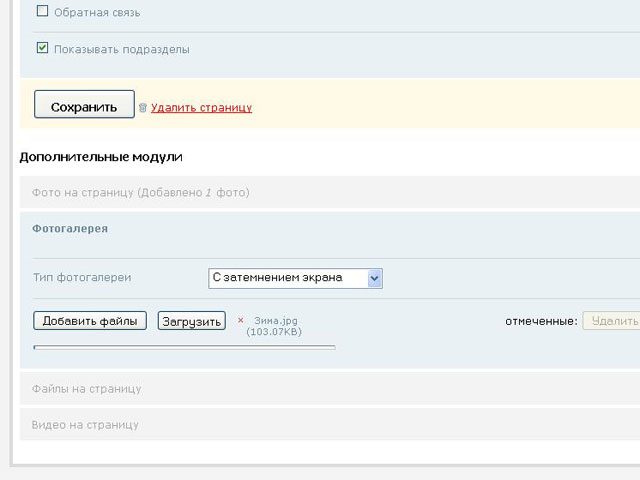 Обратная связь
Показывать подразделы
Сохранить Удалить страницу
Дополнительные модули
Фото на страницу (Добавлено 1 фото)
Фотогалерея
Тип фотогалереи С затемнением экрана
Добавить файлы Загрузить × Зима.jpg отмеченные: Удалить
(103.07KB)
Файлы на страницу
Видео на страницу